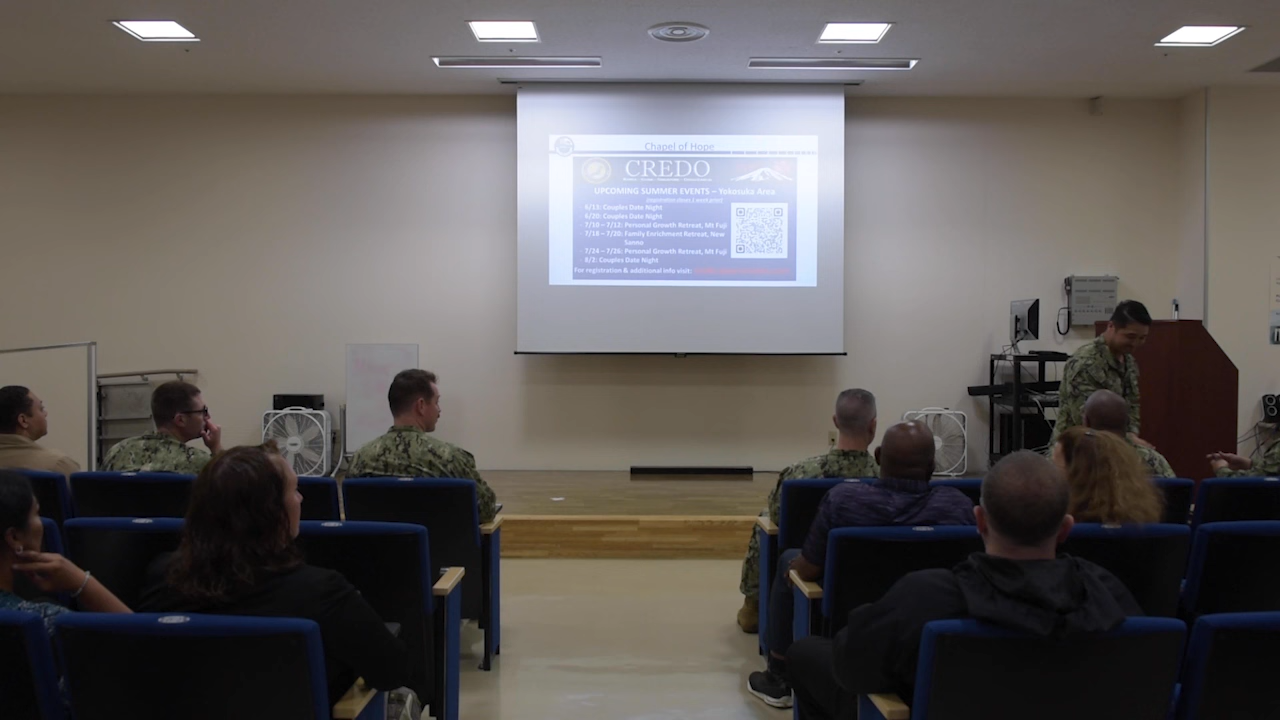 Chapel of Hope
CREDO
UPCOMING SUMMER EVENTS – Yokosuka Area
6/13: Couples Date Night
6/20: Couples Date Night
7/10 – 7/12: Personal Growth Retreat, Mt Fuji
7/18 – 7/20: Family Enrichment Retreat, New
Sanno
7/24 – 7/26: Personal Growth Retreat, Mt Fuji
8/2: Couples Date Night
For registration & additional info visit: